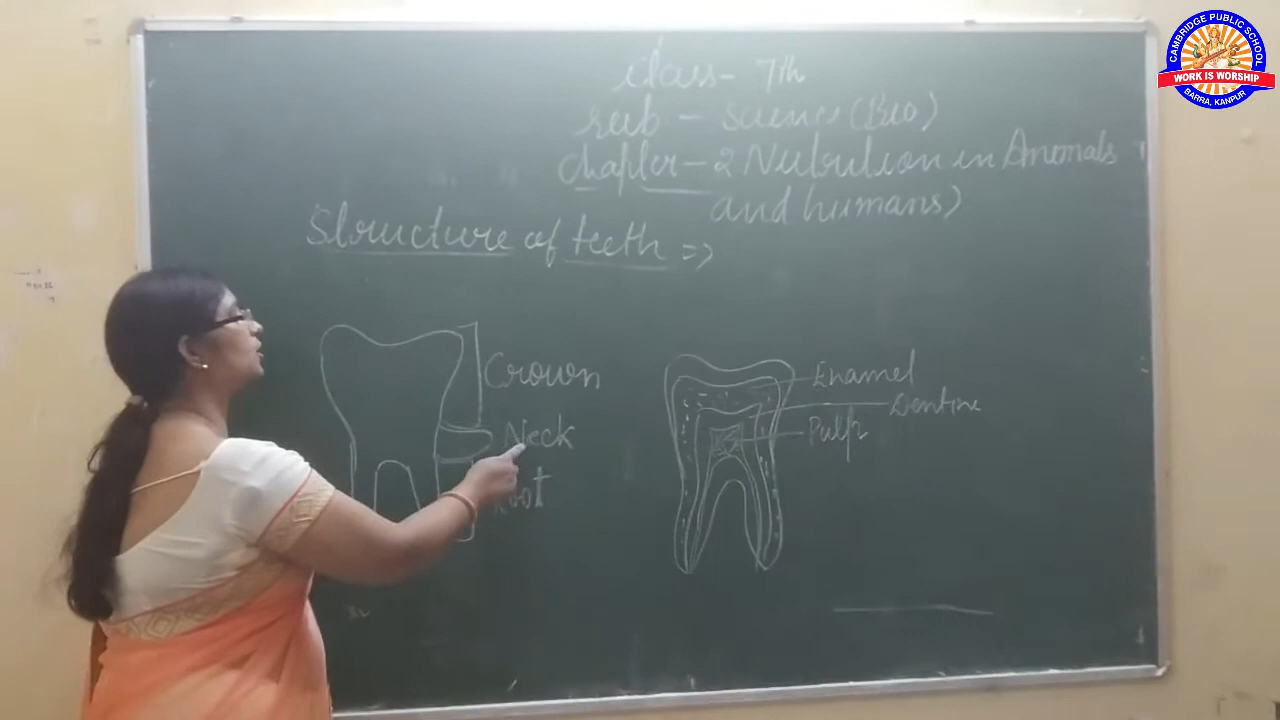 CAMBRIDGE PUBLIC SCHOOL
WORK IS WORSHIP
BARRA, KANPUR
Class - 7th
Sub - Science (Bio)
Chapter - 2 Nutrition in Animals
and humans)
Structure of teeth =>
Crown
Neck
Root
Enamel
Dentine
Pulp